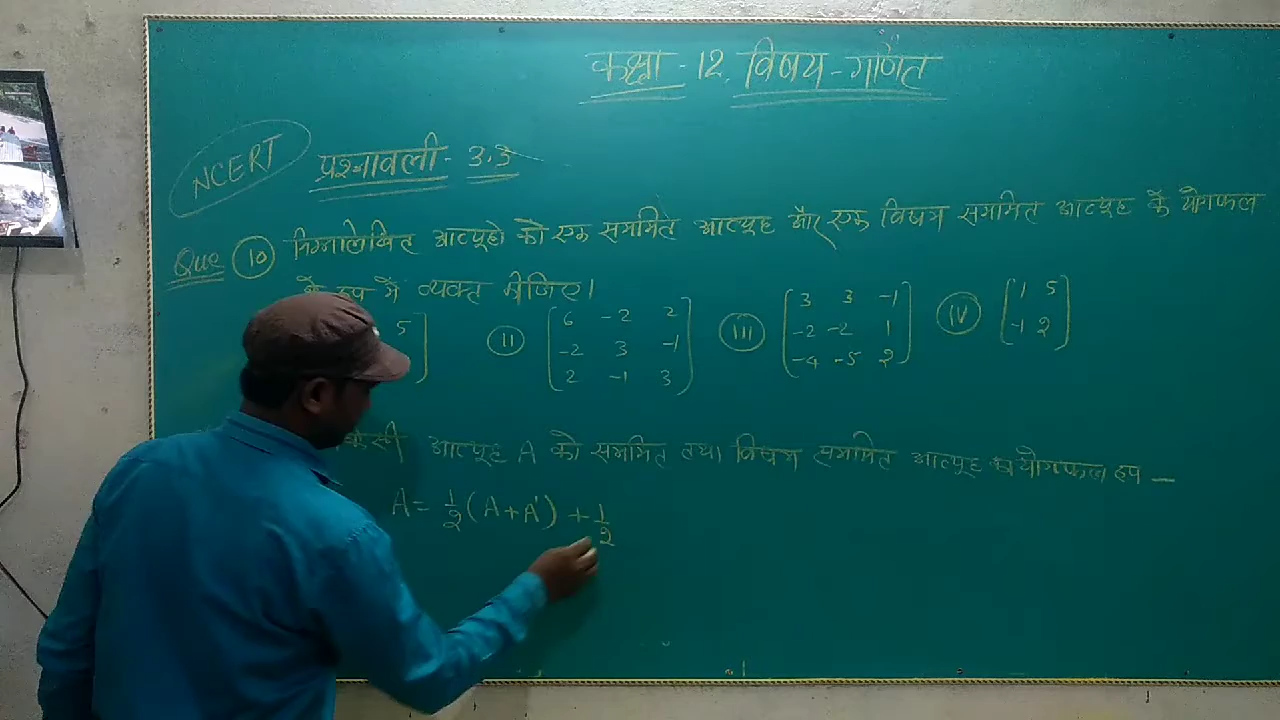 कक्षा - 12, विषय - गणित
NCERT प्रश्नावली - 3.3
Que 10 निम्नलिखित आव्यूहों को एक सममित आव्यूह और एक विषम सममित आव्यूह के योगफल
के रूप में व्यक्त कीजिए।
5
II [6 -2 2
-2 3 -1
2 -1 3]
III [3 3 -1
-2 -2 1
-4 -5 2]
IV [1 5
-1 2]
किसी आव्यूह A को सममित तथा विषम सममित आव्यूह का योगफल रूप —
A = 1/2 (A + A') + 1/2